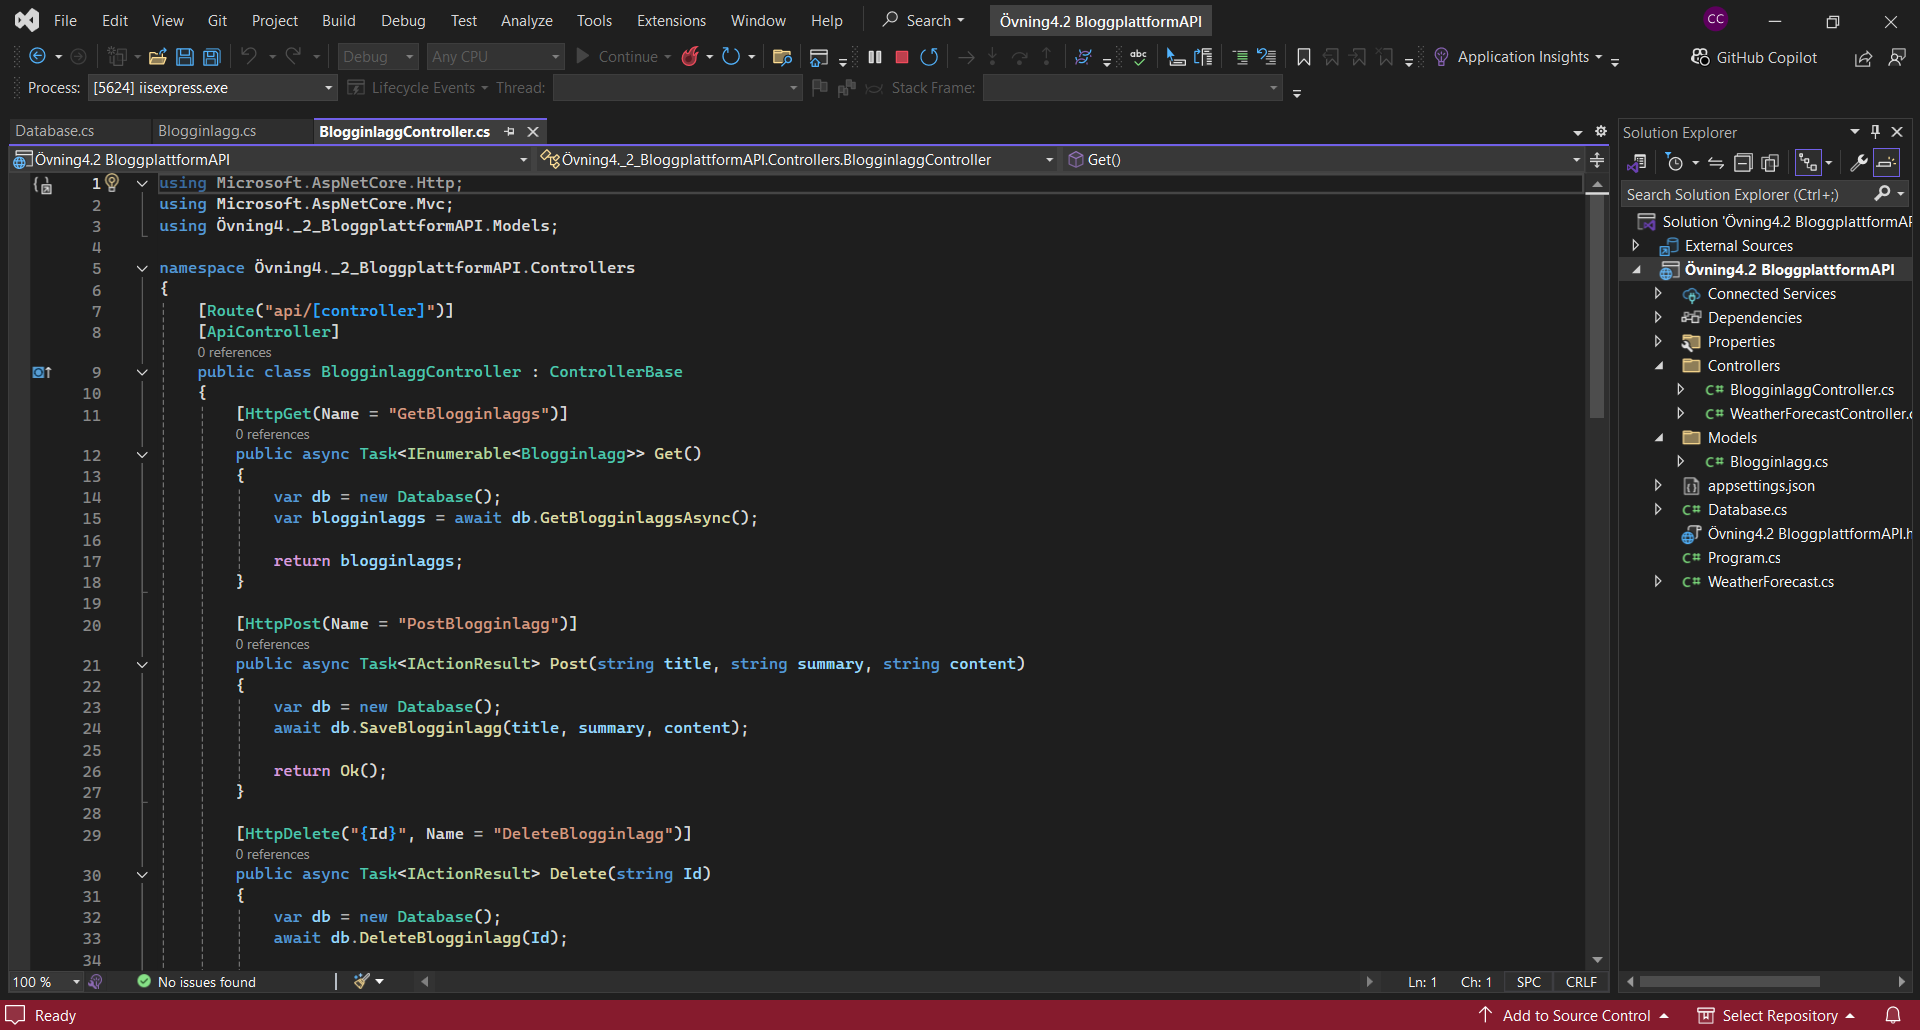 File Edit View Git Project Build Debug Test Analyze Tools Extensions Window Help Search Övning4.2 BloggplattformAPI CC
Debug Any CPU Continue Application Insights GitHub Copilot
Process: [5624] iisexpress.exe Lifecycle Events Thread: Stack Frame:
Database.cs Blogginlagg.cs BlogginlaggController.cs
Övning4.2 BloggplattformAPI Övning4._2_BloggplattformAPI.Controllers.BlogginlaggController Get()
1 using Microsoft.AspNetCore.Http;
2 using Microsoft.AspNetCore.Mvc;
3 using Övning4._2_BloggplattformAPI.Models;
4
5 namespace Övning4._2_BloggplattformAPI.Controllers
6 {
7 [Route("api/[controller]")]
8 [ApiController]
0 references
9 public class BlogginlaggController : ControllerBase
10 {
11 [HttpGet(Name = "GetBlogginlaggs")]
0 references
12 public async Task<IEnumerable<Blogginlagg>> Get()
13 {
14 var db = new Database();
15 var blogginlaggs = await db.GetBlogginlaggsAsync();
16
17 return blogginlaggs;
18 }
19
20 [HttpPost(Name = "PostBlogginlagg")]
0 references
21 public async Task<IActionResult> Post(string title, string summary, string content)
22 {
23 var db = new Database();
24 await db.SaveBlogginlagg(title, summary, content);
25
26 return Ok();
27 }
28
29 [HttpDelete("{Id}", Name = "DeleteBlogginlagg")]
0 references
30 public async Task<IActionResult> Delete(string Id)
31 {
32 var db = new Database();
33 await db.DeleteBlogginlagg(Id);
34
100 % No issues found Ln: 1 Ch: 1 SPC CRLF
Solution Explorer
Search Solution Explorer (Ctrl+;)
Solution 'Övning4.2 BloggplattformAP
External Sources
Övning4.2 BloggplattformAPI
Connected Services
Dependencies
Properties
Controllers
C# BlogginlaggController.cs
C# WeatherForecastController.c
Models
C# Blogginlagg.cs
appsettings.json
C# Database.cs
Övning4.2 BloggplattformAPI.h
C# Program.cs
C# WeatherForecast.cs
Ready Add to Source Control Select Repository